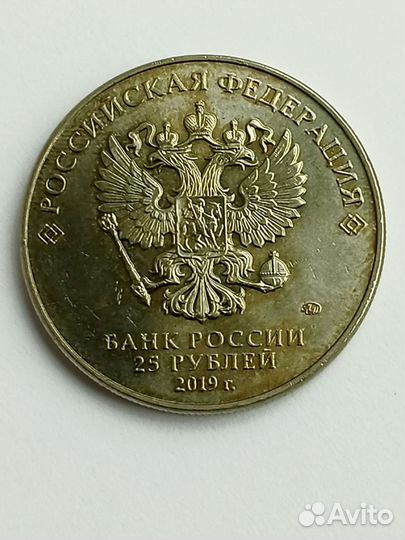 РОССИЙСКАЯ ФЕДЕРАЦИЯ
БАНК РОССИИ
25 РУБЛЕЙ
2019 г.
Avito